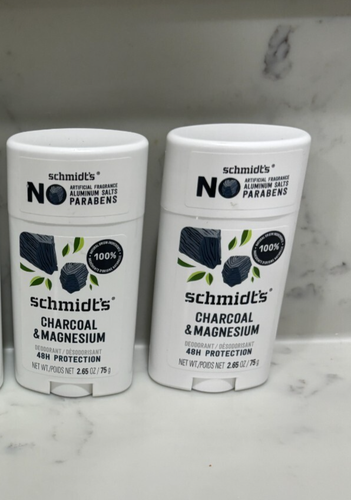 schmidt's®
NO ARTIFICIAL FRAGRANCE
ALUMINUM SALTS
PARABENS
100%
schmidt's®
CHARCOAL
& MAGNESIUM
DEODORANT / DÉODORISANT
48H PROTECTION
NET WT./POIDS NET 2.65 OZ / 75 g
schmidt's®
NO ARTIFICIAL FRAGRANCE
ALUMINUM SALTS
PARABENS
100%
schmidt's®
CHARCOAL
& MAGNESIUM
DEODORANT / DÉSODORISANT
48H PROTECTION
NET WT./POIDS NET 2.65 OZ / 75 g